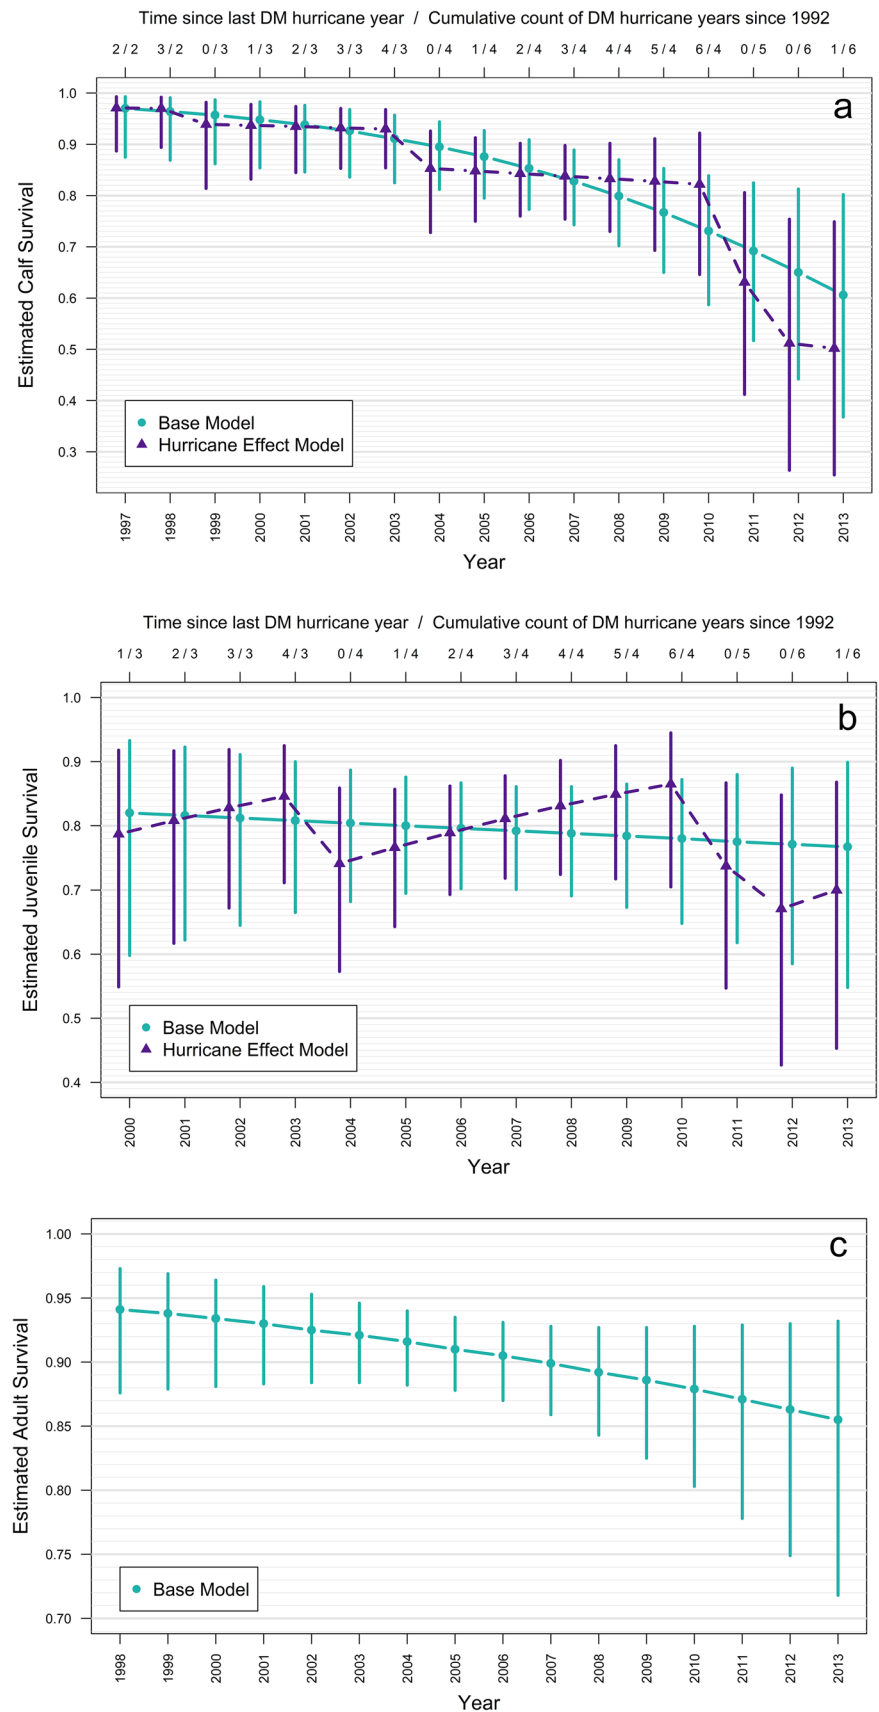 Time since last DM hurricane year / Cumulative count of DM hurricane years since 1992
2 / 2 3 / 2 0 / 3 1 / 3 2 / 3 3 / 3 4 / 3 0 / 4 1 / 4 2 / 4 3 / 4 4 / 4 5 / 4 6 / 4 0 / 5 0 / 6 1 / 6
a
Estimated Calf Survival
1.0
0.9
0.8
0.7
0.6
0.5
0.4
0.3
Base Model
Hurricane Effect Model
1997 1998 1999 2000 2001 2002 2003 2004 2005 2006 2007 2008 2009 2010 2011 2012 2013
Year
Time since last DM hurricane year / Cumulative count of DM hurricane years since 1992
1 / 3 2 / 3 3 / 3 4 / 3 0 / 4 1 / 4 2 / 4 3 / 4 4 / 4 5 / 4 6 / 4 0 / 5 0 / 6 1 / 6
b
Estimated Juvenile Survival
1.0
0.9
0.8
0.7
0.6
0.5
0.4
Base Model
Hurricane Effect Model
2000 2001 2002 2003 2004 2005 2006 2007 2008 2009 2010 2011 2012 2013
Year
c
Estimated Adult Survival
1.00
0.95
0.90
0.85
0.80
0.75
0.70
Base Model
1998 1999 2000 2001 2002 2003 2004 2005 2006 2007 2008 2009 2010 2011 2012 2013
Year